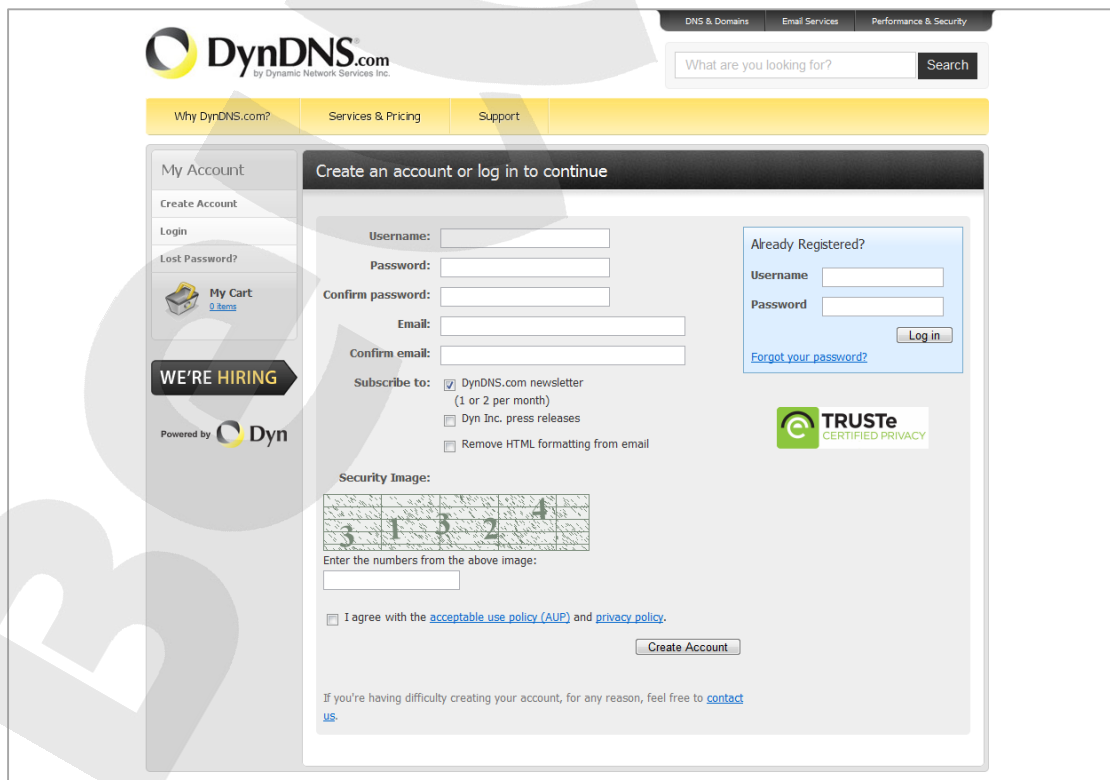 DNS & Domains Email Services Performance & Security
DynDNS.com
by Dynamic Network Services Inc.
What are you looking for? Search
Why DynDNS.com? Services & Pricing Support
My Account
Create Account
Login
Lost Password?
My Cart
0 items
WE'RE HIRING
Powered by Dyn
Create an account or log in to continue
Username:
Password:
Confirm password:
Email:
Confirm email:
Subscribe to: DynDNS.com newsletter
(1 or 2 per month)
Dyn Inc. press releases
Remove HTML formatting from email
Security Image:
3 1 3 2 4
Enter the numbers from the above image:
I agree with the acceptable use policy (AUP) and privacy policy.
Create Account
If you're having difficulty creating your account, for any reason, feel free to contact
us.
Already Registered?
Username
Password
Log in
Forgot your password?
TRUSTe
CERTIFIED PRIVACY